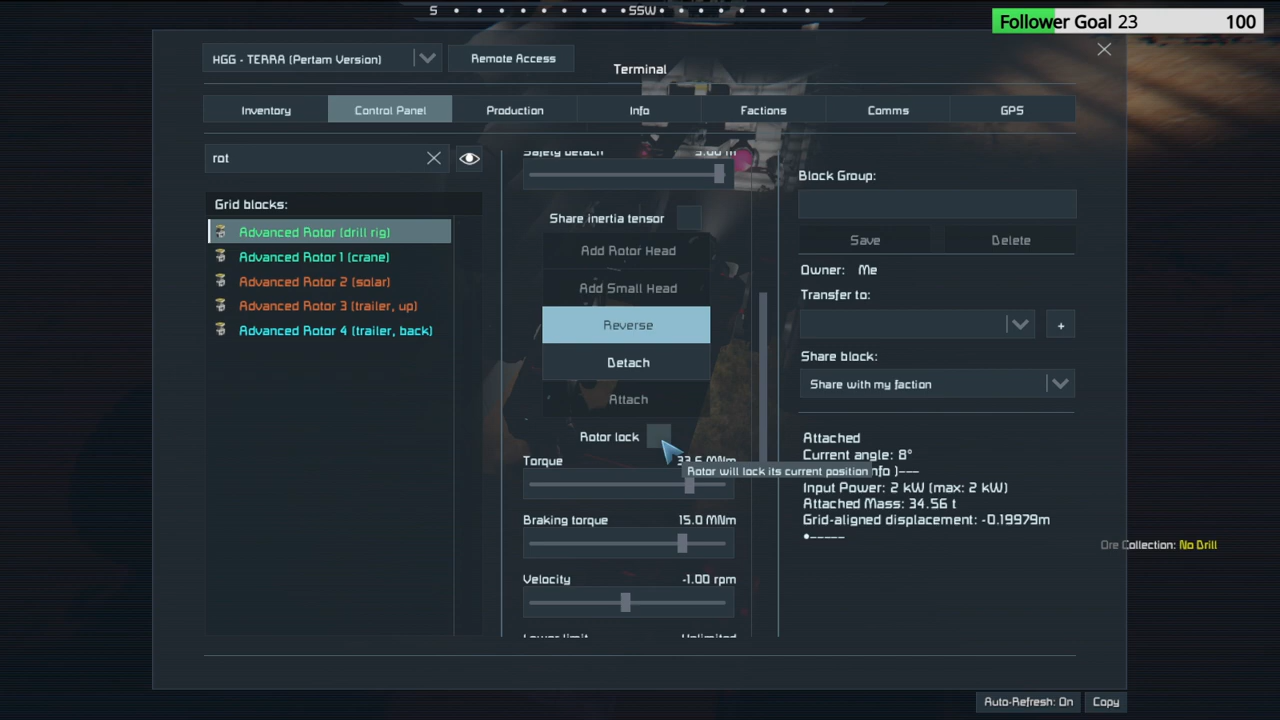 S
SSW
Follower Goal 23
100
HGG - TERRA (Pertam Version)
Remote Access
Terminal
Inventory
Control Panel
Production
Info
Factions
Comms
GPS
rot
Grid blocks:
Advanced Rotor (drill rig)
Advanced Rotor 1 (crane)
Advanced Rotor 2 (solar)
Advanced Rotor 3 (trailer, up)
Advanced Rotor 4 (trailer, back)
Safety detach
Share inertia tensor
Add Rotor Head
Add Small Head
Reverse
Detach
Attach
Rotor lock
Rotor will lock its current position
Torque
Braking torque 15.0 MNm
Velocity -1.00 rpm
Lower limit Unlimited
Block Group:
Save
Delete
Owner: Me
Transfer to:
+
Share block:
Share with my faction
Attached
Current angle: 8°
Input Power: 2 kW (max: 2 kW)
Attached Mass: 34.56 t
Grid-aligned displacement: -0.19979m
•-----
Ore Collection: No Drill
Auto-Refresh: On
Copy